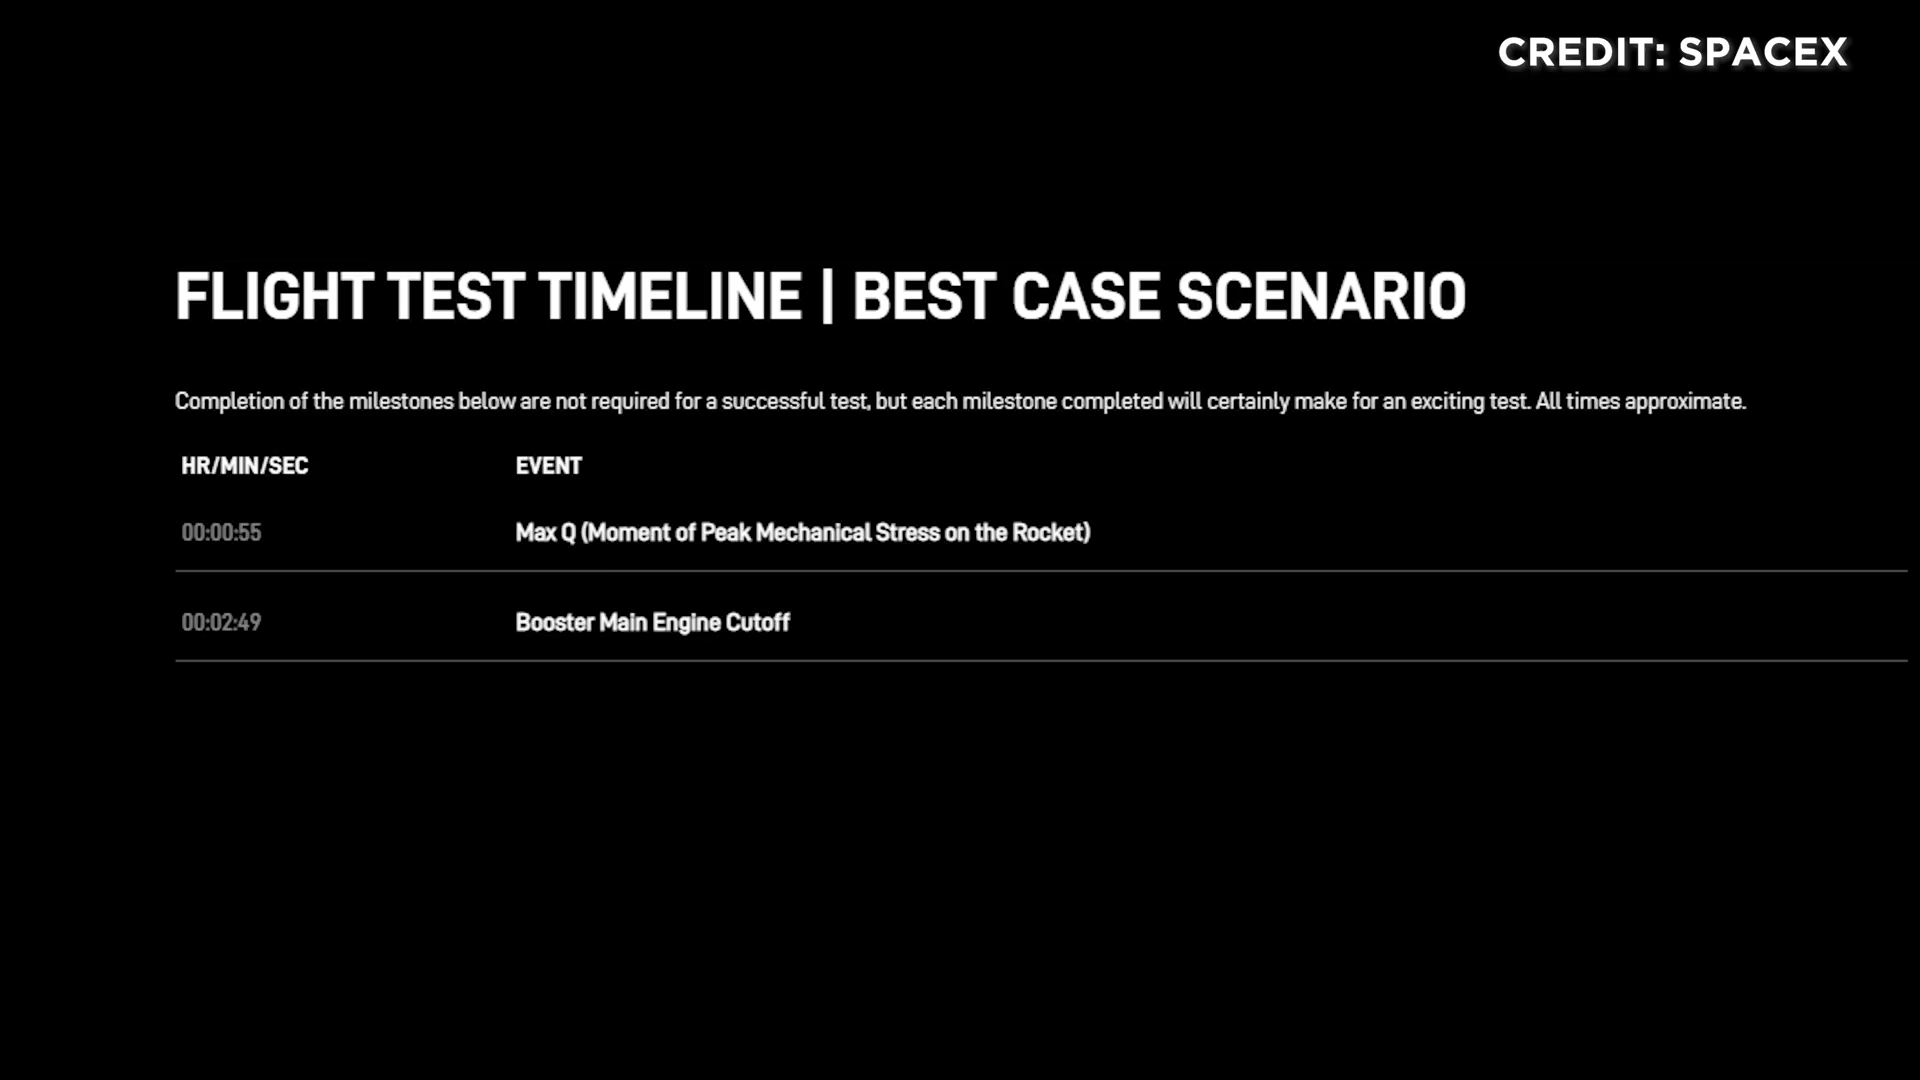 CREDIT: SPACEX
FLIGHT TEST TIMELINE | BEST CASE SCENARIO
Completion of the milestones below are not required for a successful test, but each milestone completed will certainly make for an exciting test. All times approximate.
HR/MIN/SEC EVENT
00:00:55 Max Q (Moment of Peak Mechanical Stress on the Rocket)
00:02:49 Booster Main Engine Cutoff